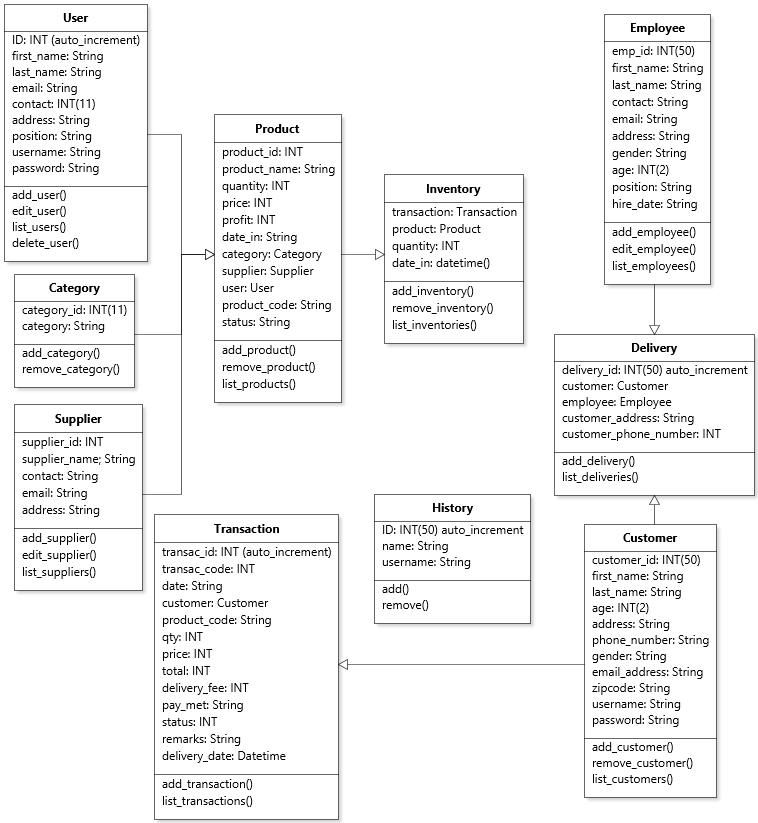 User
ID: INT (auto_increment)
first_name: String
last_name: String
email: String
contact: INT(11)
address: String
position: String
username: String
password: String
add_user()
edit_user()
list_users()
delete_user()
Category
category_id: INT(11)
category: String
add_category()
remove_category()
Supplier
supplier_id: INT
supplier_name; String
contact: String
email: String
address: String
add_supplier()
edit_supplier()
list_suppliers()
Product
product_id: INT
product_name: String
quantity: INT
price: INT
profit: INT
date_in: String
category: Category
supplier: Supplier
user: User
product_code: String
status: String
add_product()
remove_product()
list_products()
Inventory
transaction: Transaction
product: Product
quantity: INT
date_in: datetime()
add_inventory()
remove_inventory()
list_inventories()
Employee
emp_id: INT(50)
first_name: String
last_name: String
contact: String
email: String
address: String
gender: String
age: INT(2)
position: String
hire_date: String
add_employee()
edit_employee()
list_employees()
Delivery
delivery_id: INT(50) auto_increment
customer: Customer
employee: Employee
customer_address: String
customer_phone_number: INT
add_delivery()
list_deliveries()
Transaction
transac_id: INT (auto_increment)
transac_code: INT
date: String
customer: Customer
product_code: String
qty: INT
price: INT
total: INT
delivery_fee: INT
pay_met: String
status: INT
remarks: String
delivery_date: Datetime
add_transaction()
list_transactions()
History
ID: INT(50) auto_increment
name: String
username: String
add()
remove()
Customer
customer_id: INT(50)
first_name: String
last_name: String
age: INT(2)
address: String
phone_number: String
gender: String
email_address: String
zipcode: String
username: String
password: String
add_customer()
remove_customer()
list_customers()